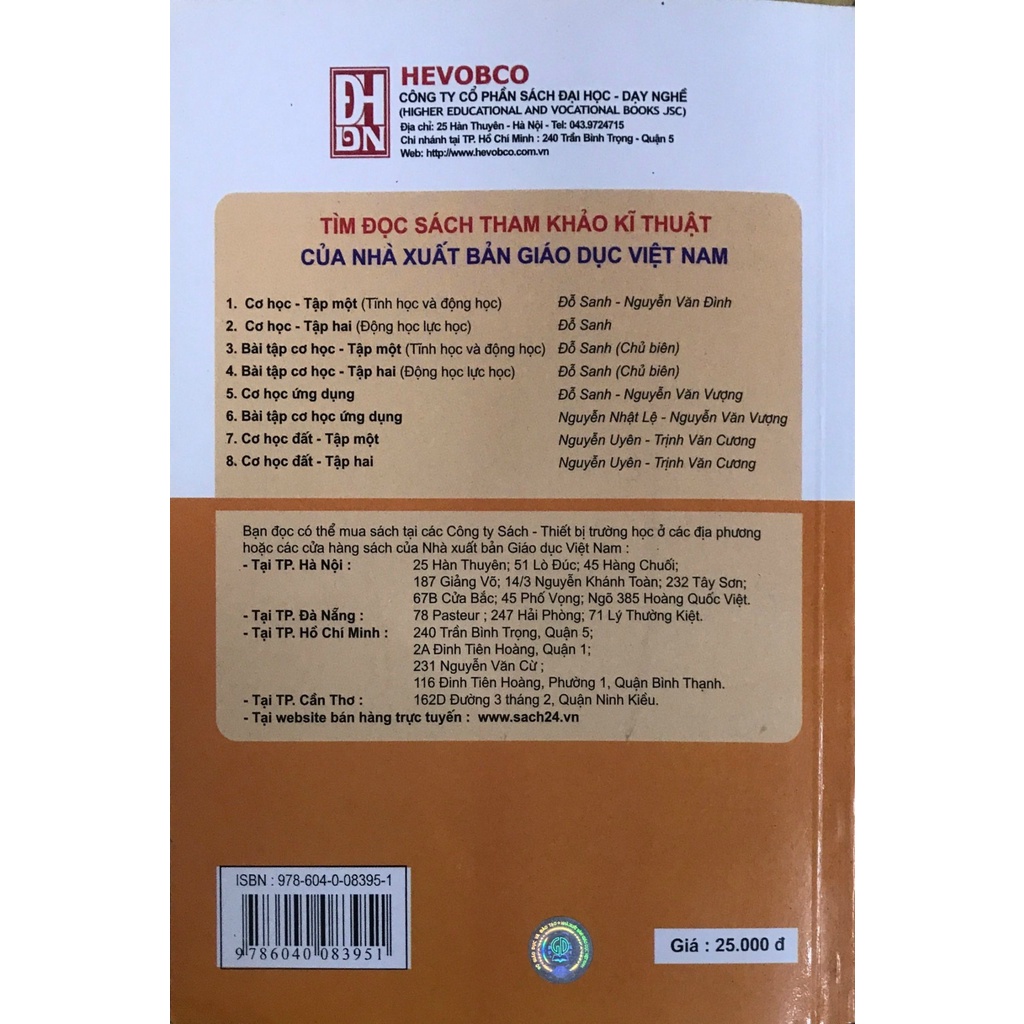 ĐH
DN
HEVOBCO
CÔNG TY CỔ PHẦN SÁCH ĐẠI HỌC - DẠY NGHỀ
(HIGHER EDUCATIONAL AND VOCATIONAL BOOKS JSC)
Địa chỉ: 25 Hàn Thuyên - Hà Nội - Tel: 043.9724715
Chi nhánh tại TP. Hồ Chí Minh : 240 Trần Bình Trọng - Quận 5
Web: http://www.hevobco.com.vn
TÌM ĐỌC SÁCH THAM KHẢO KĨ THUẬT
CỦA NHÀ XUẤT BẢN GIÁO DỤC VIỆT NAM
1. Cơ học - Tập một (Tĩnh học và động học) Đỗ Sanh - Nguyễn Văn Đình
2. Cơ học - Tập hai (Động học lực học) Đỗ Sanh
3. Bài tập cơ học - Tập một (Tĩnh học và động học) Đỗ Sanh (Chủ biên)
4. Bài tập cơ học - Tập hai (Động học lực học) Đỗ Sanh (Chủ biên)
5. Cơ học ứng dụng Đỗ Sanh - Nguyễn Văn Vượng
6. Bài tập cơ học ứng dụng Nguyễn Nhật Lệ - Nguyễn Văn Vượng
7. Cơ học đất - Tập một Nguyễn Uyên - Trịnh Văn Cương
8. Cơ học đất - Tập hai Nguyễn Uyên - Trịnh Văn Cương
Bạn đọc có thể mua sách tại các Công ty Sách - Thiết bị trường học ở các địa phương
hoặc các cửa hàng sách của Nhà xuất bản Giáo dục Việt Nam :
- Tại TP. Hà Nội : 25 Hàn Thuyên; 51 Lò Đúc; 45 Hàng Chuối;
187 Giảng Võ; 14/3 Nguyễn Khánh Toàn; 232 Tây Sơn;
67B Cửa Bắc; 45 Phố Vọng; Ngõ 385 Hoàng Quốc Việt.
- Tại TP. Đà Nẵng : 78 Pasteur ; 247 Hải Phòng; 71 Lý Thường Kiệt.
- Tại TP. Hồ Chí Minh : 240 Trần Bình Trọng, Quận 5;
2A Đinh Tiên Hoàng, Quận 1;
231 Nguyễn Văn Cừ ;
116 Đinh Tiên Hoàng, Phường 1, Quận Bình Thạnh.
- Tại TP. Cần Thơ : 162D Đường 3 tháng 2, Quận Ninh Kiều.
- Tại website bán hàng trực tuyến : www.sach24.vn
ISBN : 978-604-0-08395-1
9 786040 083951
Giá : 25.000 đ